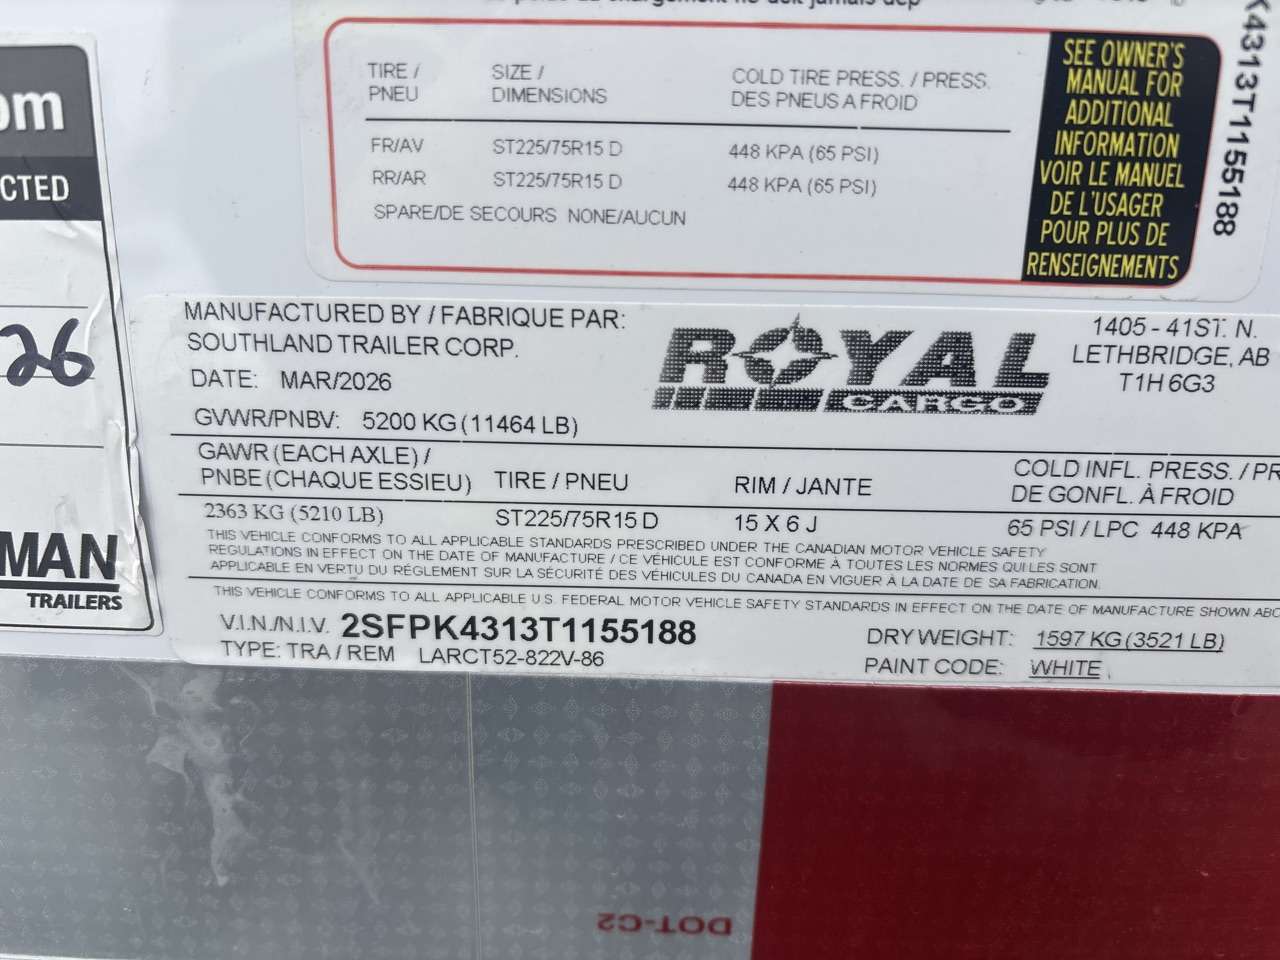 TIRE / PNEU SIZE / DIMENSIONS COLD TIRE PRESS. / PRESS. DES PNEUS A FROID
FR/AV ST225/75R15 D 448 KPA (65 PSI)
RR/AR ST225/75R15 D 448 KPA (65 PSI)
SPARE/DE SECOURS NONE/AUCUN
SEE OWNER'S
MANUAL FOR
ADDITIONAL
INFORMATION
VOIR LE MANUEL
DE L'USAGER
POUR PLUS DE
RENSEIGNEMENTS
K4313T1155188
om
CTED
26
MAN
TRAILERS
MANUFACTURED BY / FABRIQUE PAR:
SOUTHLAND TRAILER CORP.
DATE: MAR/2026
GVWR/PNBV: 5200 KG (11464 LB)
ROYAL
CARGO
1405 - 41ST. N.
LETHBRIDGE, AB
T1H 6G3
GAWR (EACH AXLE) / PNBE (CHAQUE ESSIEU) TIRE / PNEU RIM / JANTE COLD INFL. PRESS. / PR DE GONFL. À FROID
2363 KG (5210 LB) ST225/75R15 D 15 X 6 J 65 PSI / LPC 448 KPA
THIS VEHICLE CONFORMS TO ALL APPLICABLE STANDARDS PRESCRIBED UNDER THE CANADIAN MOTOR VEHICLE SAFETY
REGULATIONS IN EFFECT ON THE DATE OF MANUFACTURE / CE VÉHICULE EST CONFORME À TOUTES LES NORMES QUI LES SONT
APPLICABLE EN VERTU DU RÉGLEMENT SUR LA SÉCURITÉ DES VÉHICULES DU CANADA EN VIGUER À LA DATE DE SA FABRICATION.
THIS VEHICLE CONFORMS TO ALL APPLICABLE U.S. FEDERAL MOTOR VEHICLE SAFETY STANDARDS IN EFFECT ON THE DATE OF MANUFACTURE SHOWN ABO
V.I.N./N.I.V. 2SFPK4313T1155188 DRY WEIGHT: 1597 KG (3521 LB)
TYPE: TRA / REM LARCT52-822V-86 PAINT CODE: WHITE
DOT-C2